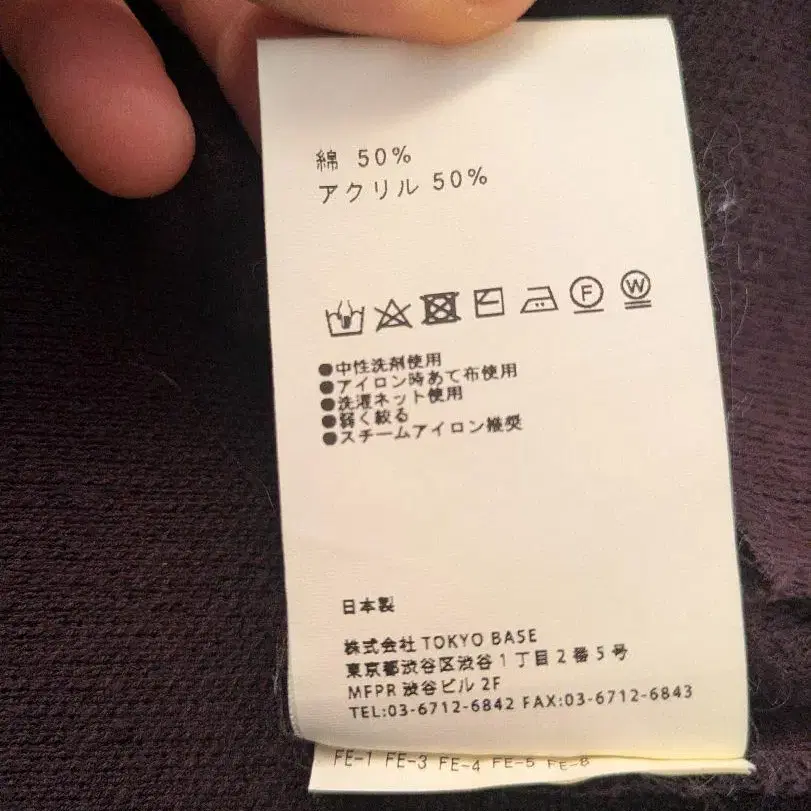 綿 50%
アクリル 50%
F W
●中性洗剤使用
●アイロン時あて布使用
●洗濯ネット使用
●弱く絞る
●スチームアイロン推奨
日本製
株式会社 TOKYO BASE
東京都渋谷区渋谷1丁目2番5号
MFPR 渋谷ビル 2F
TEL:03-6712-6842 FAX:03-6712-6843
FE-1 FE-3 FE-4 FE-5 FE-8